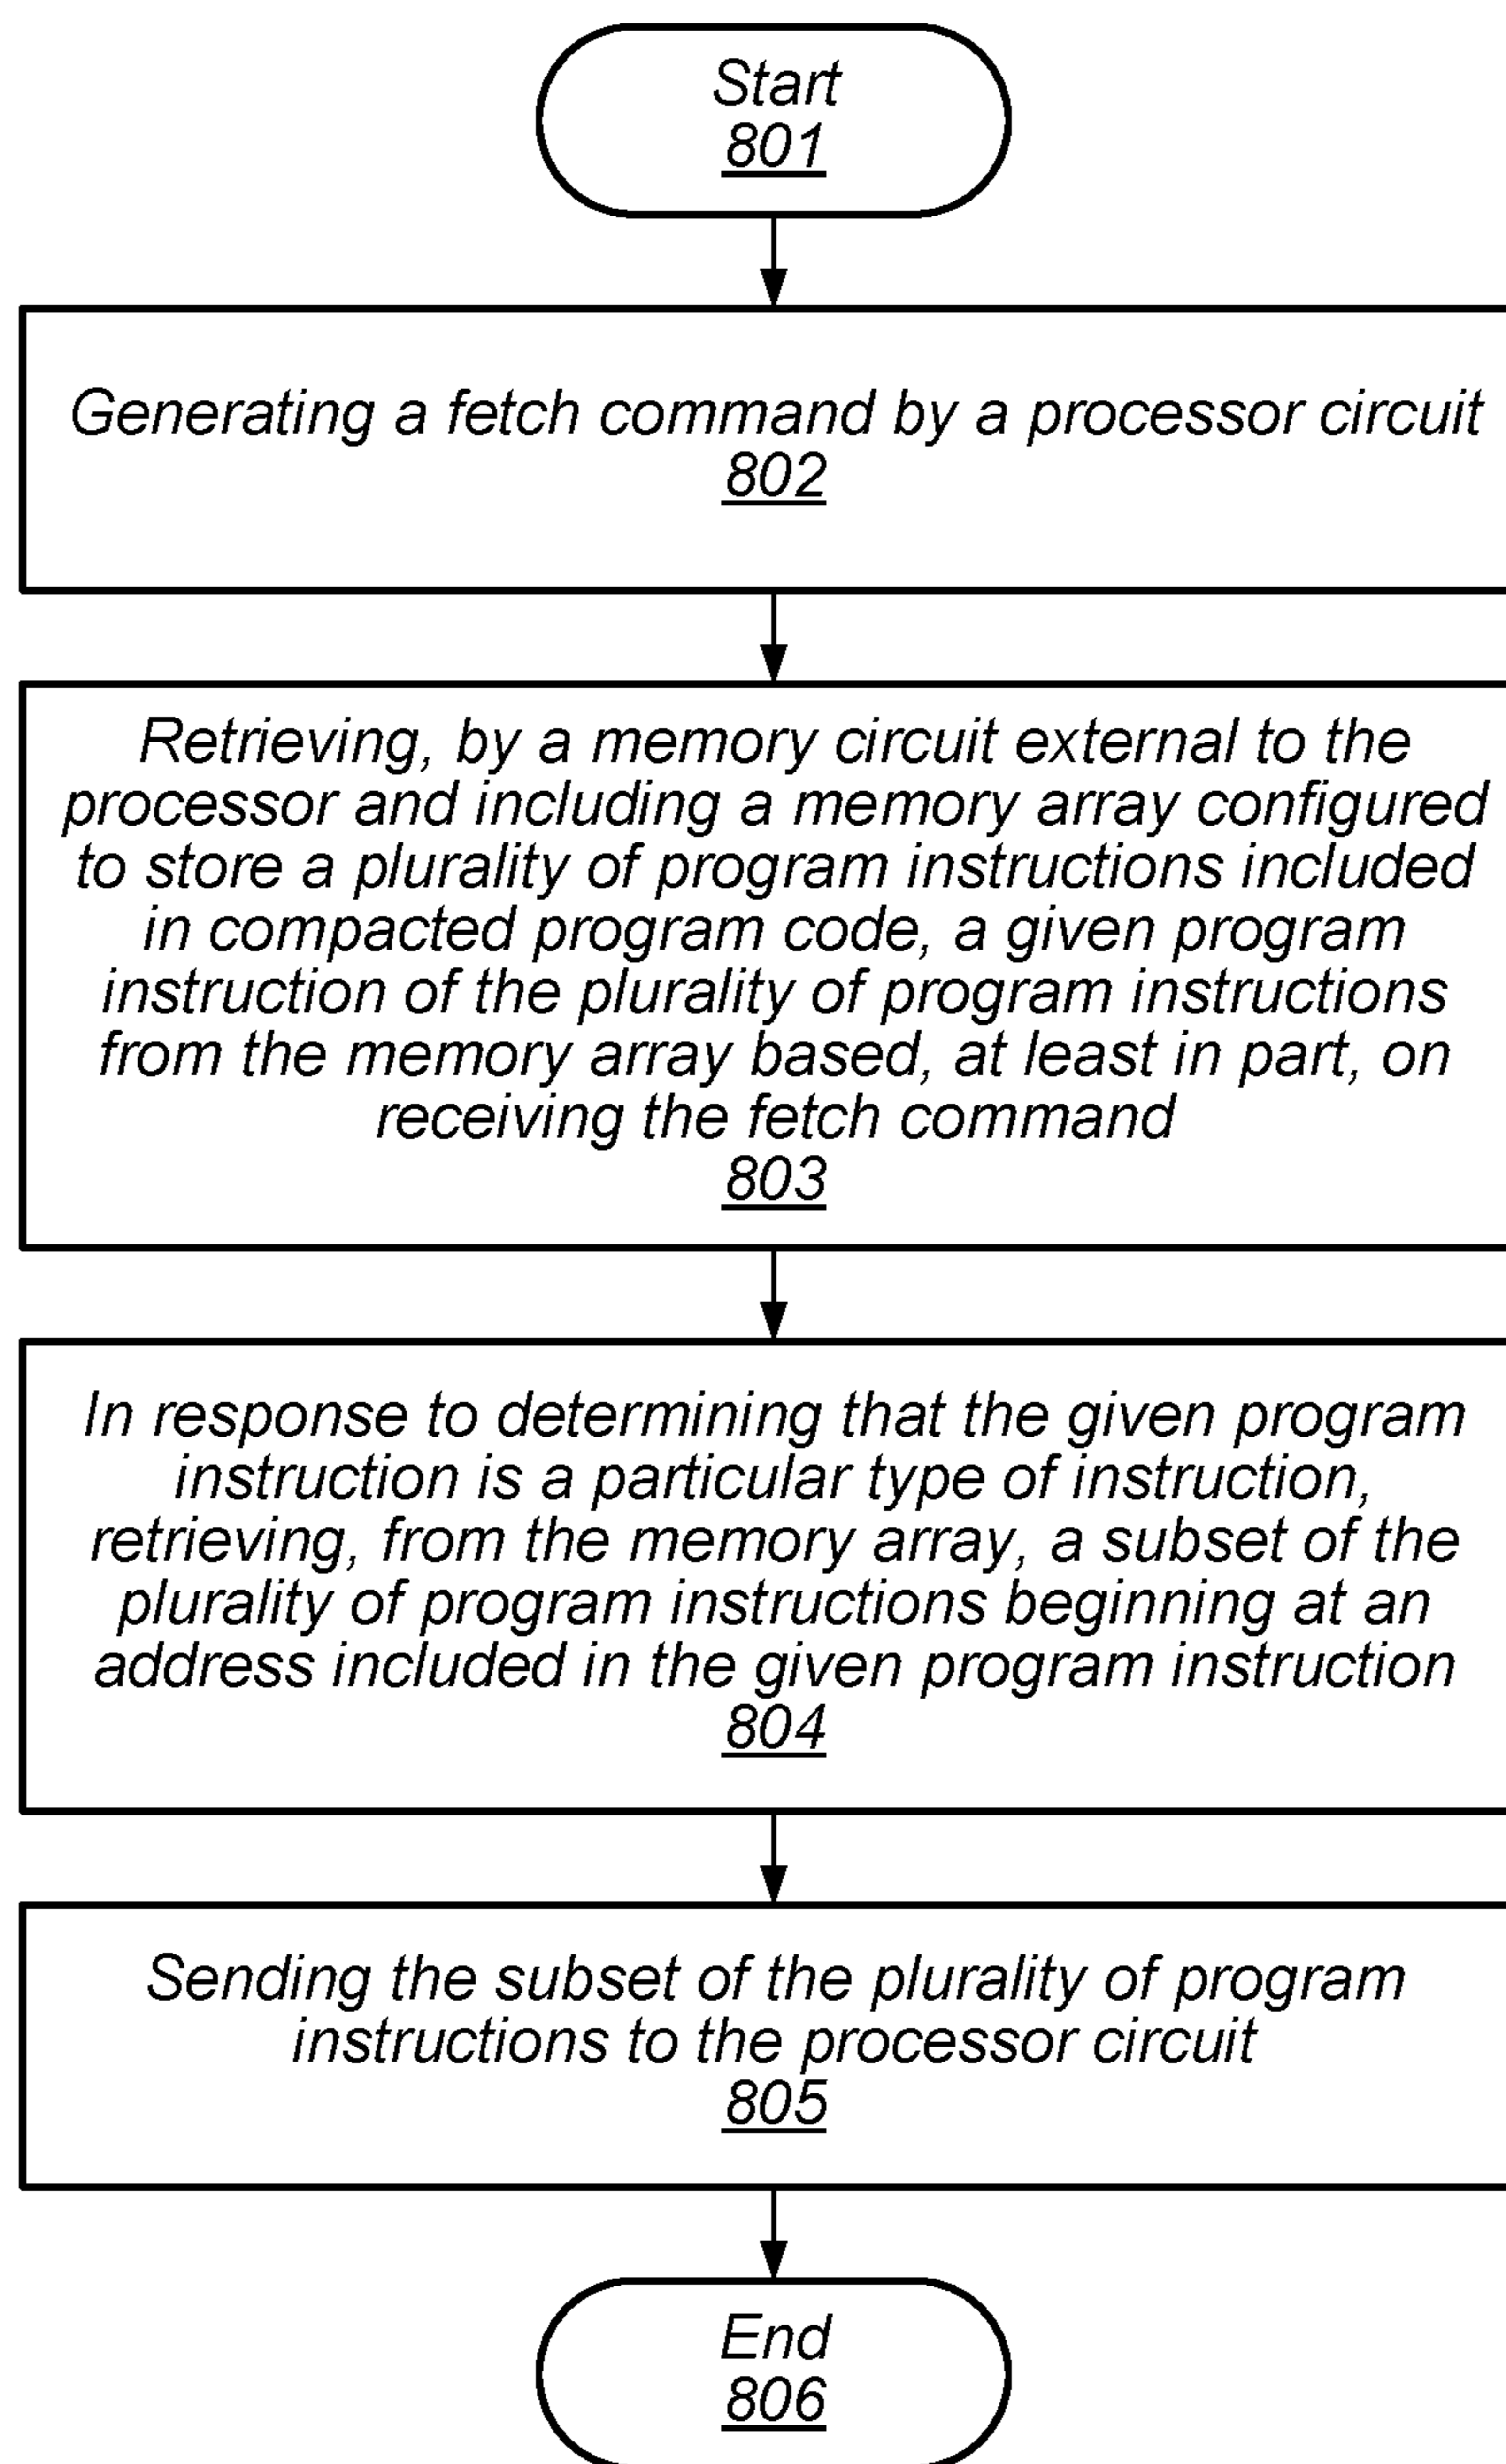 Start
801
Generating a fetch command by a processor circuit
802
Retrieving, by a memory circuit external to the
processor and including a memory array configured
to store a plurality of program instructions included
in compacted program code, a given program
instruction of the plurality of program instructions
from the memory array based, at least in part, on
receiving the fetch command
803
In response to determining that the given program
instruction is a particular type of instruction,
retrieving, from the memory array, a subset of the
plurality of program instructions beginning at an
address included in the given program instruction
804
Sending the subset of the plurality of program
instructions to the processor circuit
805
End
806